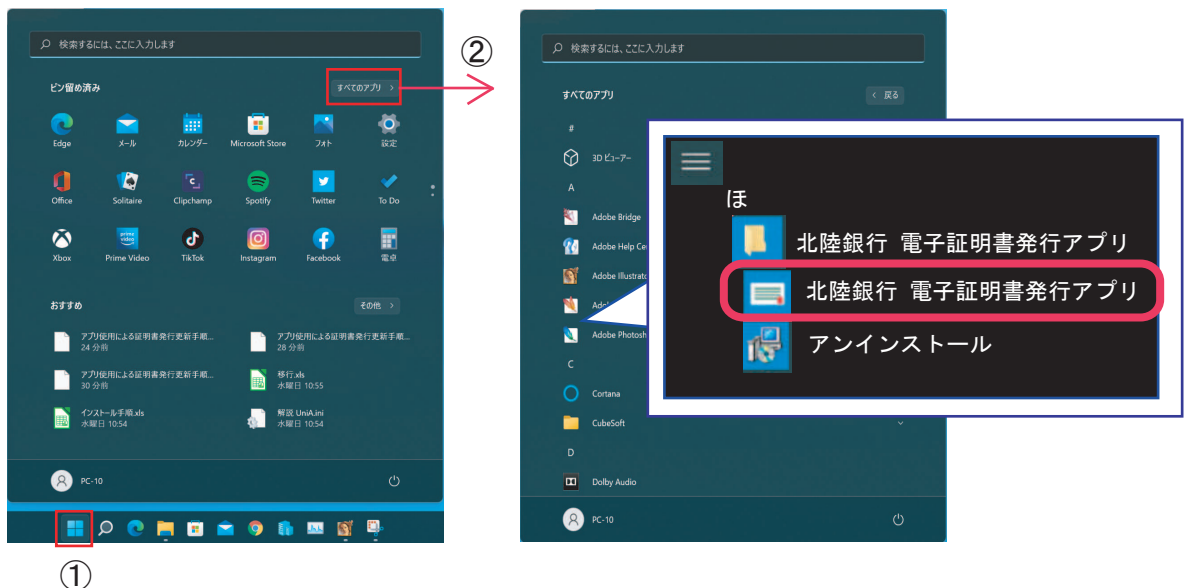 検索するには、ここに入力します
ピン留め済み
すべてのアプリ >
Edge
メール
カレンダー
Microsoft Store
フォト
設定
Office
Solitaire
Clipchamp
Spotify
Twitter
To Do
Xbox
Prime Video
TikTok
Instagram
Facebook
電卓
おすすめ
その他 >
アプリ使用による証明書発行更新手順...
24 分前
アプリ使用による証明書発行更新手順...
28 分前
アプリ使用による証明書発行更新手順...
30 分前
移行.xls
水曜日 10:55
インストール手順.xls
水曜日 10:54
解説 UniA.ini
水曜日 10:54
PC-10
①
②
検索するには、ここに入力します
すべてのアプリ
< 戻る
#
3D ビューアー
A
Adobe Bridge
Adobe Help Ce
Adobe Illustrato
Adobe Photosh
C
Cortana
CubeSoft
D
Dolby Audio
PC-10
ほ
北陸銀行 電子証明書発行アプリ
北陸銀行 電子証明書発行アプリ
アンインストール